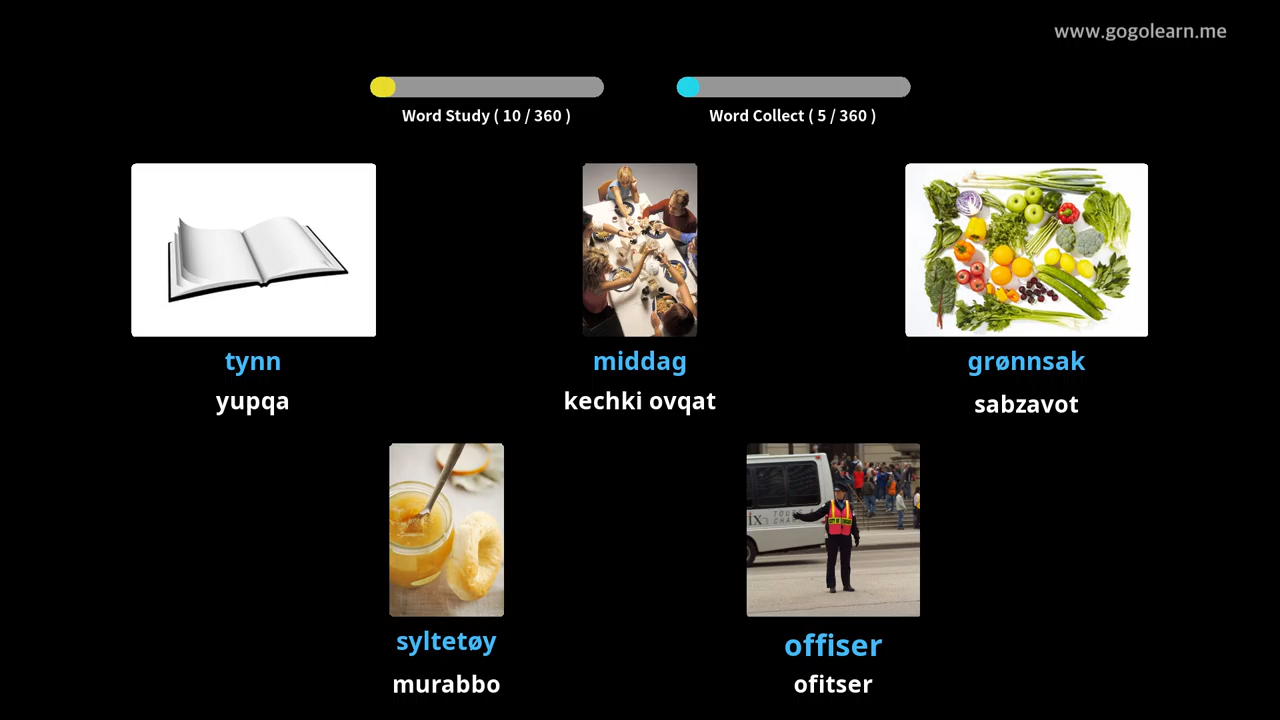 www.gogolearn.me
Word Study ( 10 / 360 )
Word Collect ( 5 / 360 )
tynn
yupqa
middag
kechki ovqat
grønnsak
sabzavot
syltetøy
murabbo
offiser
ofitser